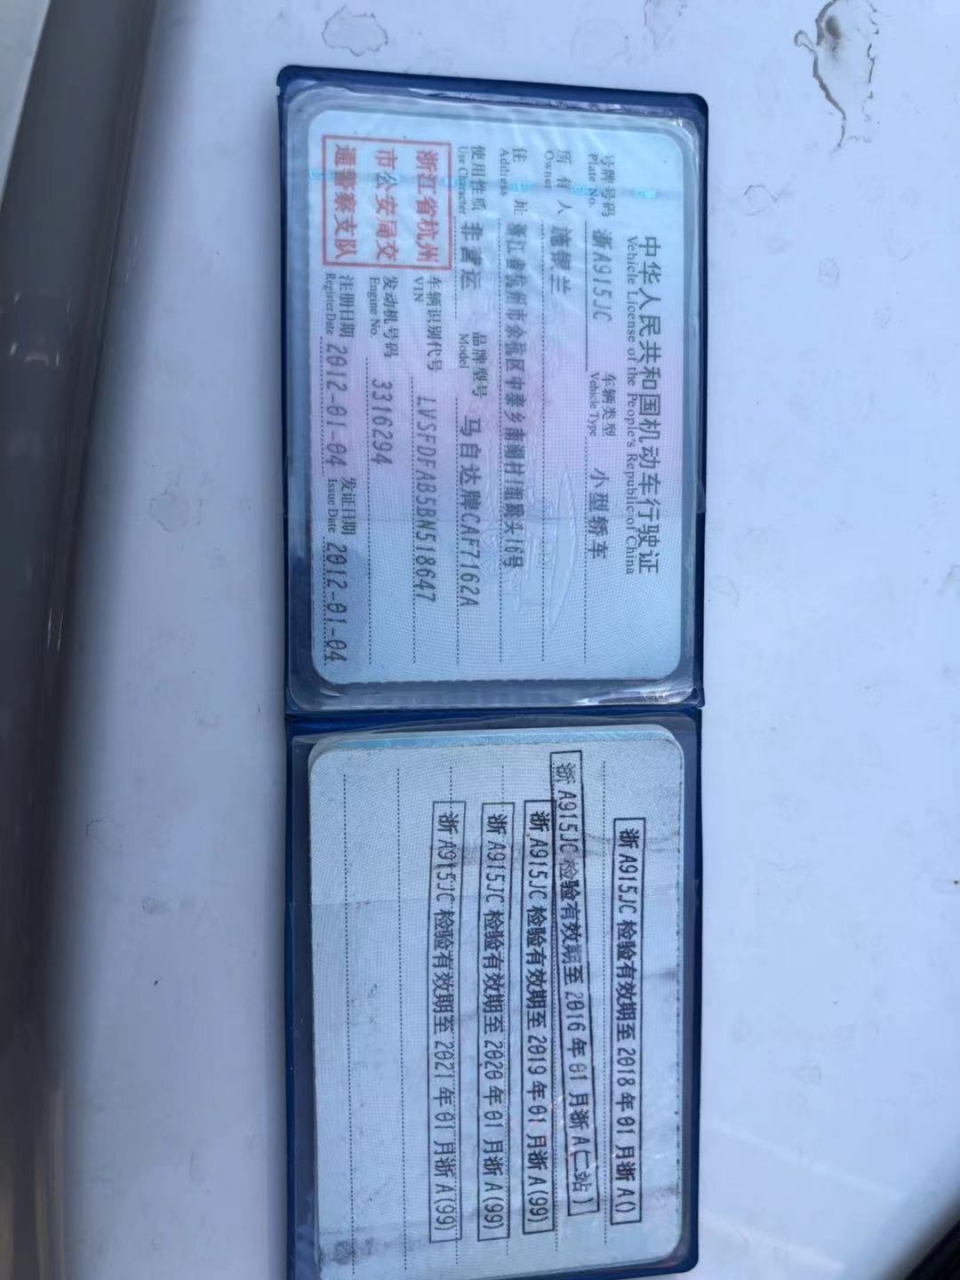 中华人民共和国机动车行驶证
Vehicle License of the People's Republic of China
号牌号码 浙A915JC 车辆类型 小型轿车
Plate No. Vehicle Type
所有人 施银兰
Owner
住址 浙江省杭州市余杭区中泰乡南湖村1组 头16号
Address
使用性质 非营运 品牌型号 马自达牌CAF7162A
Use Character Model
浙江省杭州
市公安局交
通警察支队
车辆识别代号 LVSFDFAB5BN518647
VIN
发动机号码 3316294
Engine No.
注册日期 2012-01-04 发证日期 2012-01-04
Register Date Issue Date
浙A915JC检验有效期至2018年01月浙A()
浙A915JC检验有效期至2016年01月浙A[仁站]
浙A915JC检验有效期至2019年01月浙A(99)
浙A915JC检验有效期至2020年01月浙A(99)
浙A915JC检验有效期至2021年01月浙A(99)